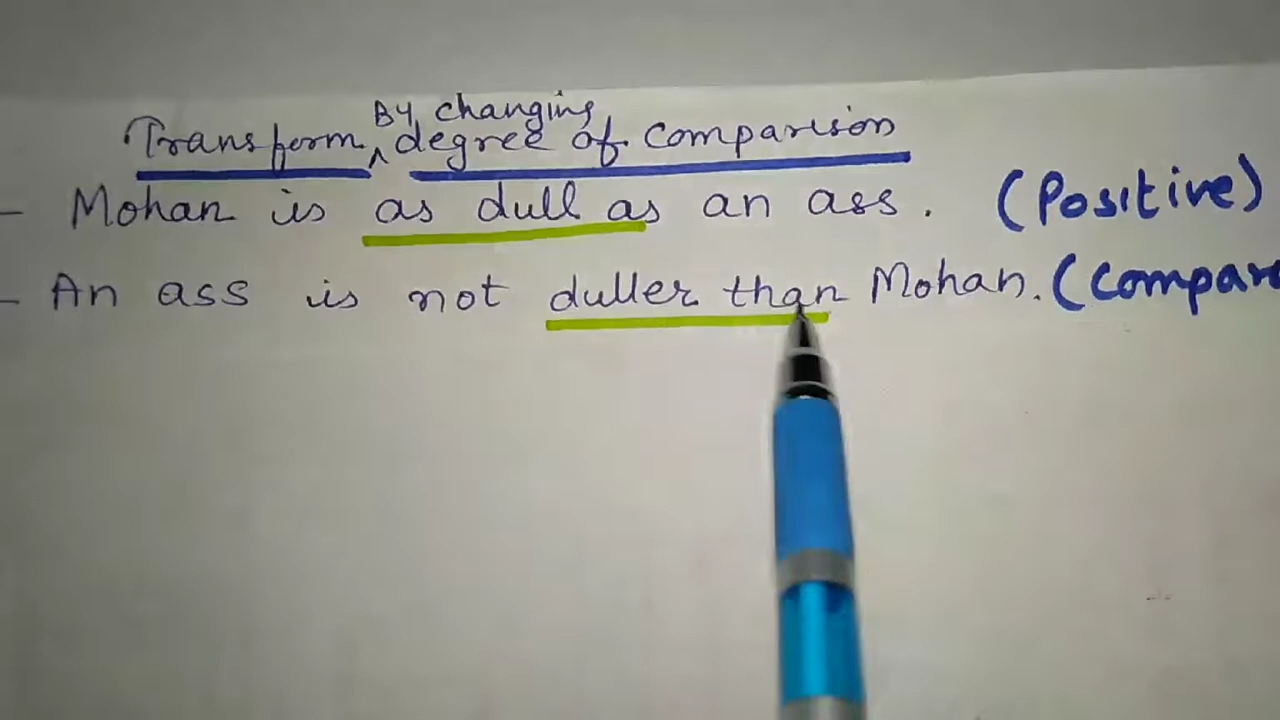 Transform By changing degree of comparison
- Mohan is as dull as an ass. (Positive)
- An ass is not duller than Mohan. (Compar